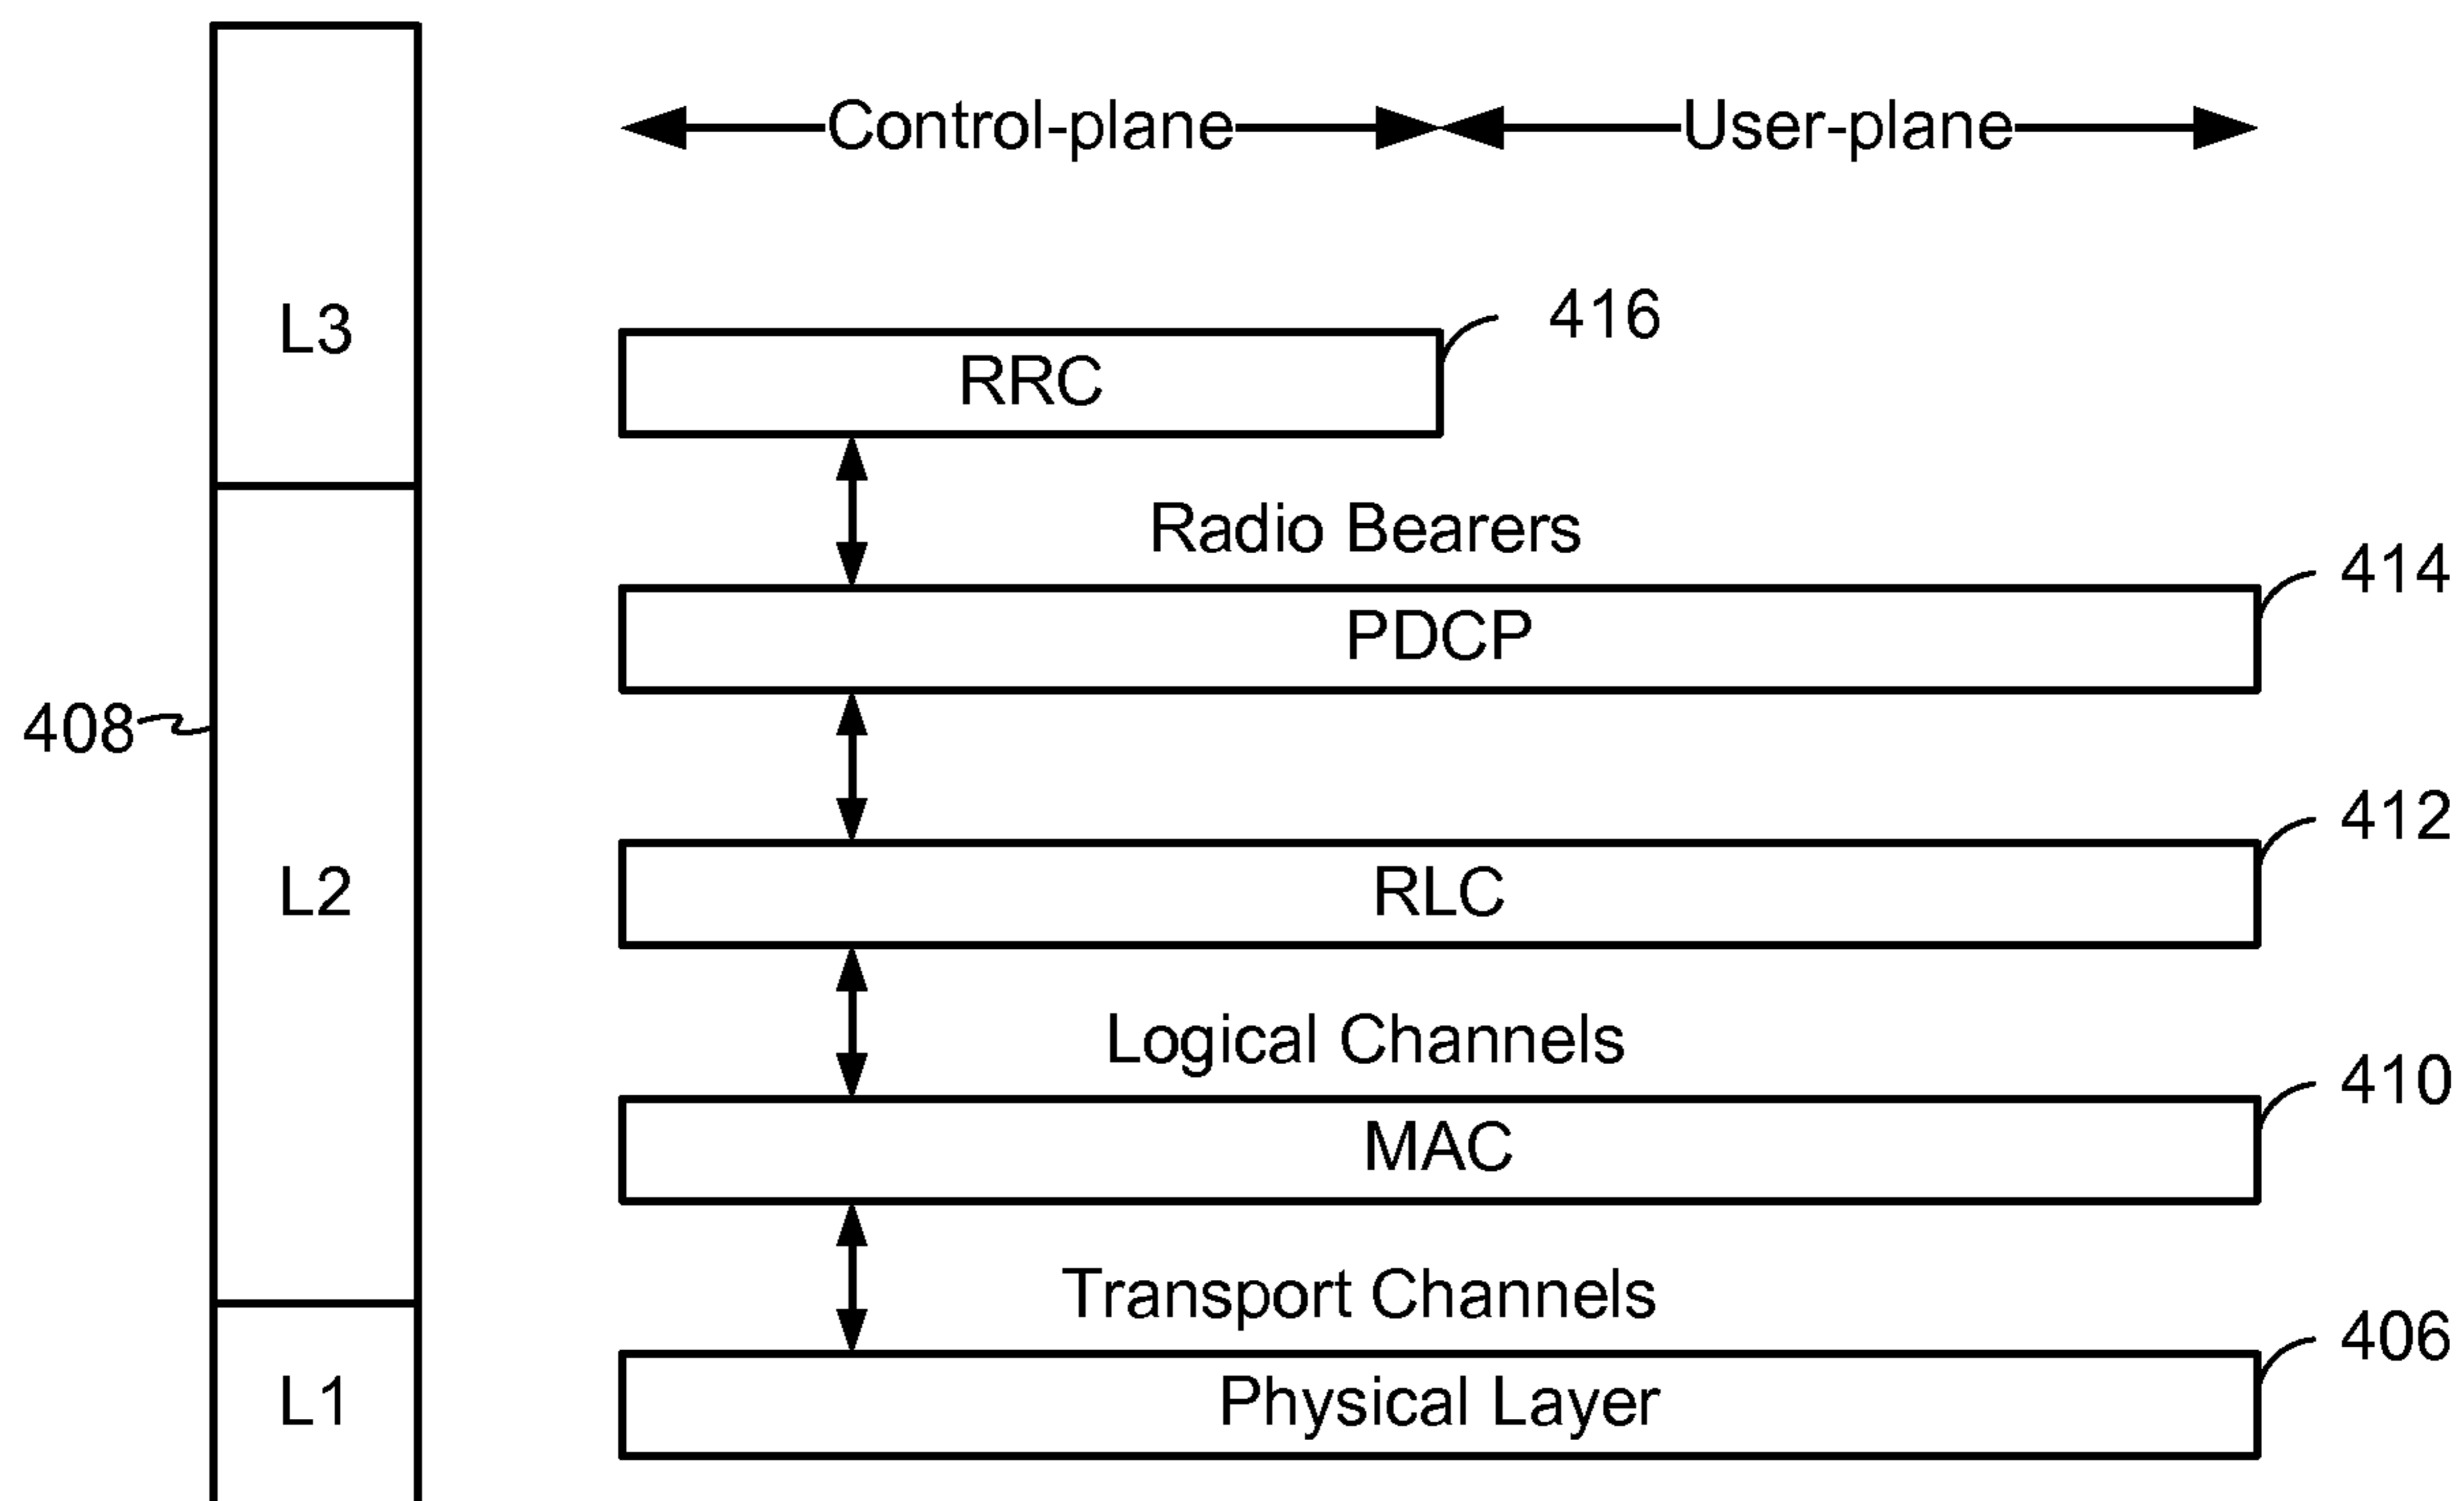 Control-plane User-plane
L3
RRC
416
Radio Bearers
PDCP
414
408
L2
RLC
412
Logical Channels
MAC
410
Transport Channels
L1
Physical Layer
406